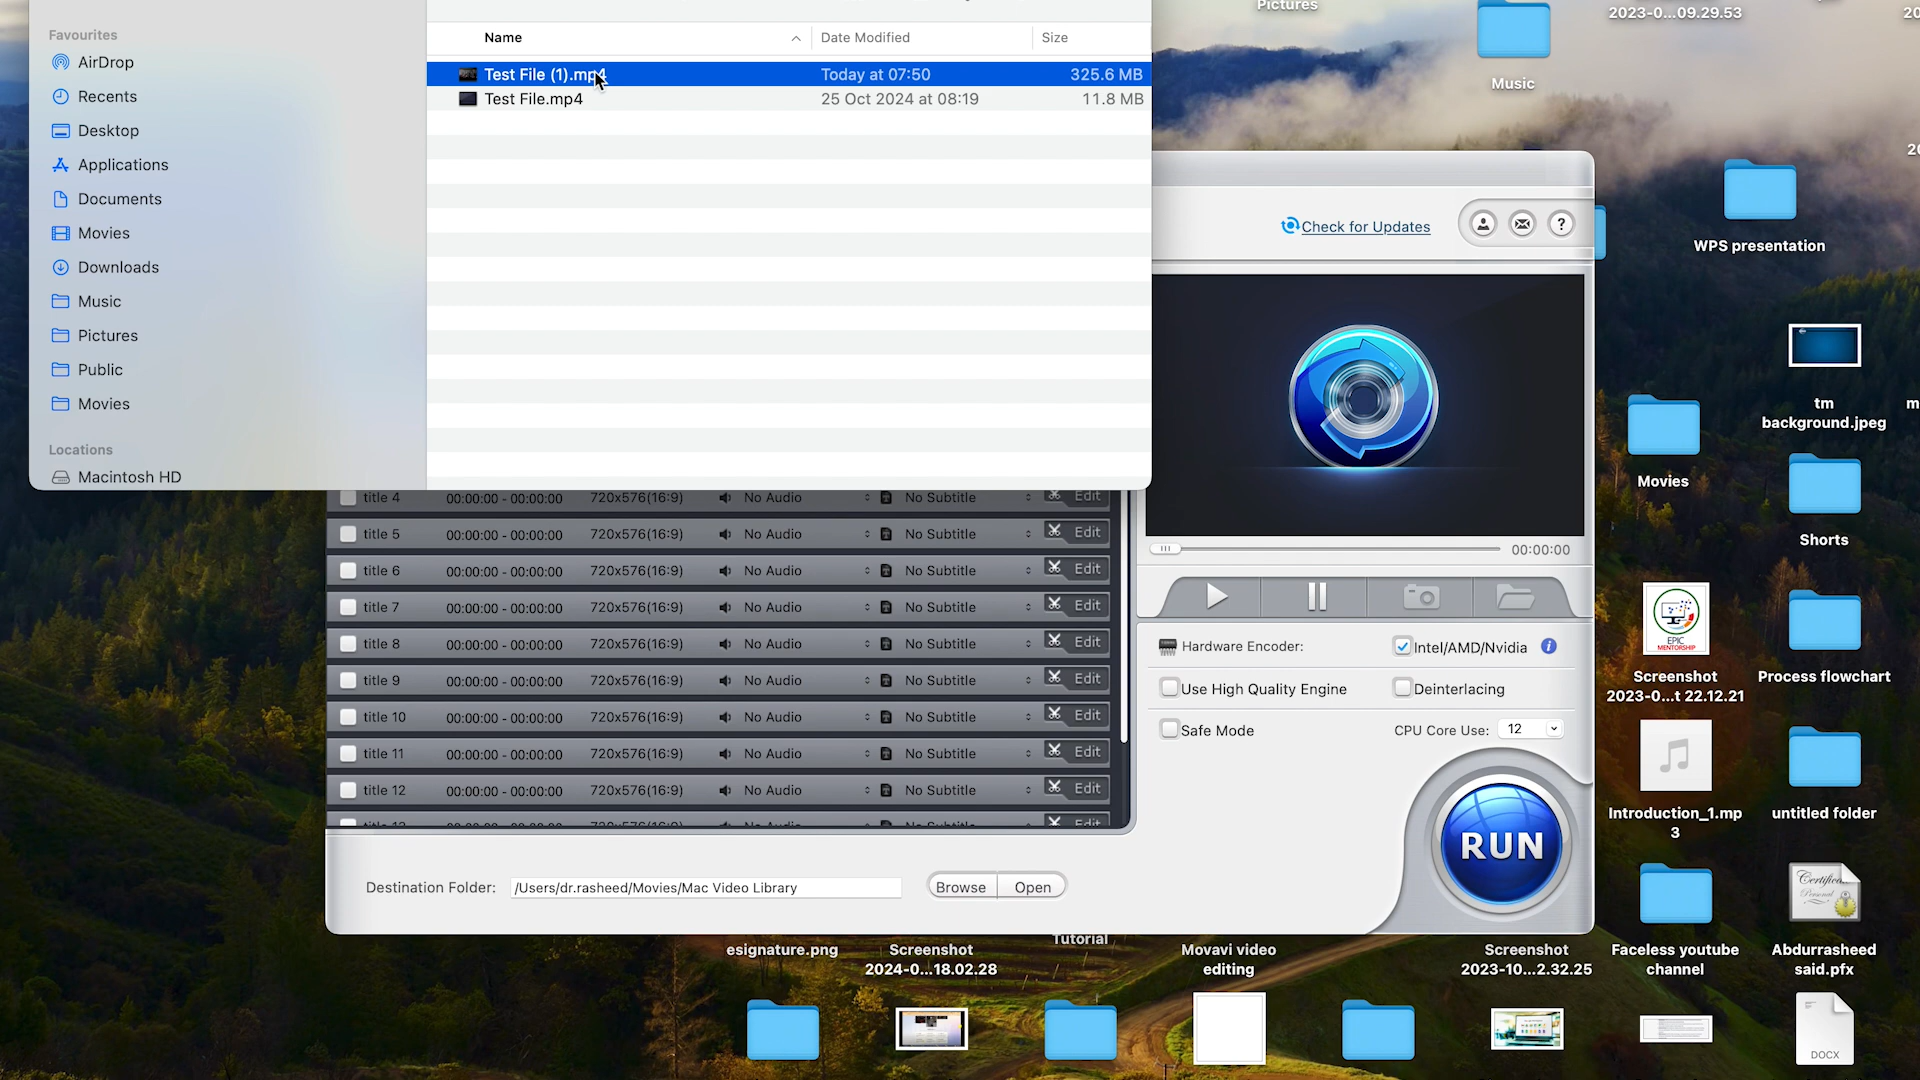 Favourites
AirDrop
Recents
Desktop
Applications
Documents
Movies
Downloads
Music
Pictures
Public
Movies
Locations
Macintosh HD
Name
Date Modified
Size
Test File (1).mp4
Today at 07:50
325.6 MB
Test File.mp4
25 Oct 2024 at 08:19
11.8 MB
title 4 00:00:00 - 00:00:00 720x576(16:9) No Audio No Subtitle Edit
title 5 00:00:00 - 00:00:00 720x576(16:9) No Audio No Subtitle Edit
title 6 00:00:00 - 00:00:00 720x576(16:9) No Audio No Subtitle Edit
title 7 00:00:00 - 00:00:00 720x576(16:9) No Audio No Subtitle Edit
title 8 00:00:00 - 00:00:00 720x576(16:9) No Audio No Subtitle Edit
title 9 00:00:00 - 00:00:00 720x576(16:9) No Audio No Subtitle Edit
title 10 00:00:00 - 00:00:00 720x576(16:9) No Audio No Subtitle Edit
title 11 00:00:00 - 00:00:00 720x576(16:9) No Audio No Subtitle Edit
title 12 00:00:00 - 00:00:00 720x576(16:9) No Audio No Subtitle Edit
Destination Folder: /Users/dr.rasheed/Movies/Mac Video Library Browse Open
Check for Updates
?
00:00:00
Hardware Encoder: Intel/AMD/Nvidia i
Use High Quality Engine Deinterlacing
Safe Mode CPU Core Use: 12
RUN
Pictures
2023-0...09.29.53
Music
WPS presentation
tm
background.jpeg
Movies
Shorts
EPIC
MENTORSHIP
Screenshot
2023-0...t 22.12.21
Process flowchart
Introduction_1.mp
3
untitled folder
esignature.png
Screenshot
2024-0...18.02.28
Tutorial
Movavi video
editing
Screenshot
2023-10...2.32.25
Faceless youtube
channel
Abdurrasheed
said.pfx
DOCX